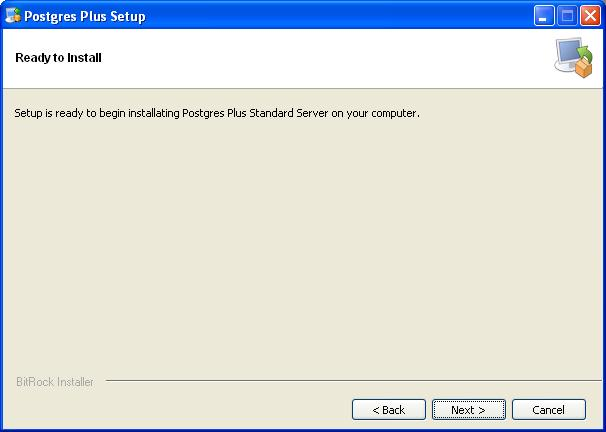 Postgres Plus Setup
Ready to Install
Setup is ready to begin installating Postgres Plus Standard Server on your computer.
BitRock Installer
< Back
Next >
Cancel